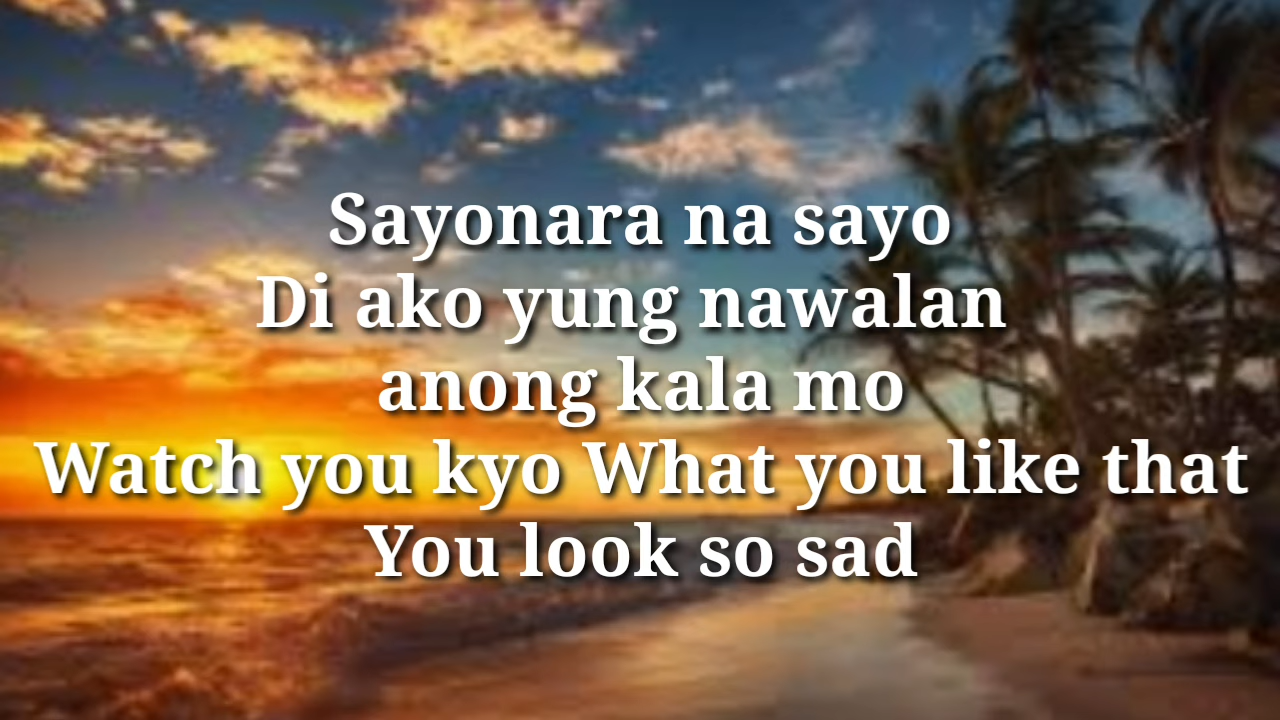 Sayonara na sayo
Di ako yung nawalan
anong kala mo
Watch you kyo What you like that
You look so sad